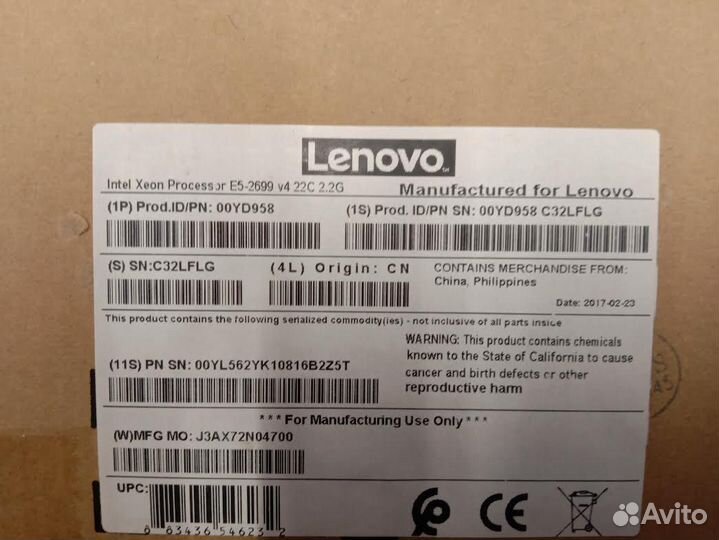 Lenovo
Intel Xeon Processor E5-2699 v4 22C 2.2G
Manufactured for Lenovo
(1P) Prod.ID/PN: 00YD958
(1S) Prod. ID/PN SN: 00YD958 C32LFLG
(S) SN:C32LFLG
(4L) Origin: CN
CONTAINS MERCHANDISE FROM:
China, Philippines
Date: 2017-02-23
This product contains the following serialized commodity(ies) - not inclusive of all parts inside
WARNING: This product contains chemicals
known to the State of California to cause
cancer and birth defects or other
reproductive harm
(11S) PN SN: 00YL562YK10816B2Z5T
***For Manufacturing Use Only***
(W)MFG MO: J3AX72N04700
UPC:
8 83436 54623 2
CE
Avito